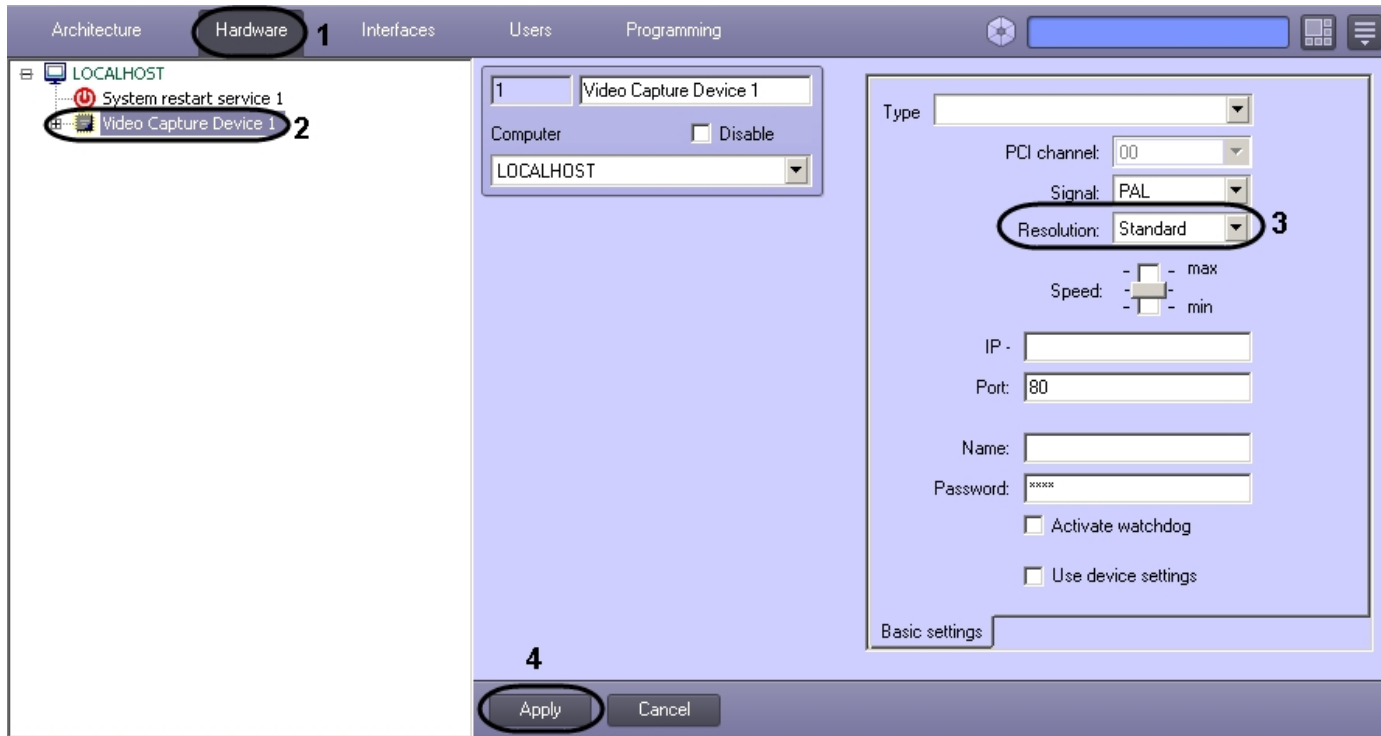 Architecture Hardware 1 Interfaces Users Programming
LOCALHOST
System restart service 1
Video Capture Device 1 2
1 Video Capture Device 1
Computer Disable
LOCALHOST
Type
PCI channel: 00
Signal: PAL
Resolution: Standard 3
Speed: max
min
IP -
Port: 80
Name:
Password: ****
Activate watchdog
Use device settings
Basic settings
4
Apply Cancel